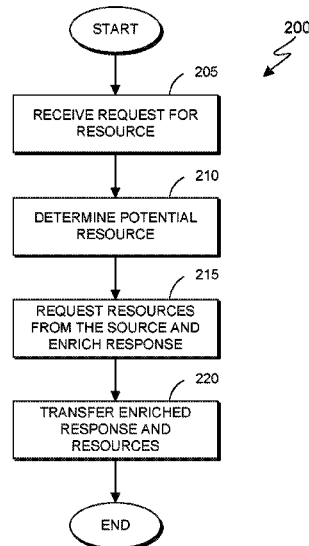 START
200
205
RECEIVE REQUEST FOR
RESOURCE
210
DETERMINE POTENTIAL
RESOURCE
215
REQUEST RESOURCES
FROM THE SOURCE AND
ENRICH RESPONSE
220
TRANSFER ENRICHED
RESPONSE AND
RESOURCES
END